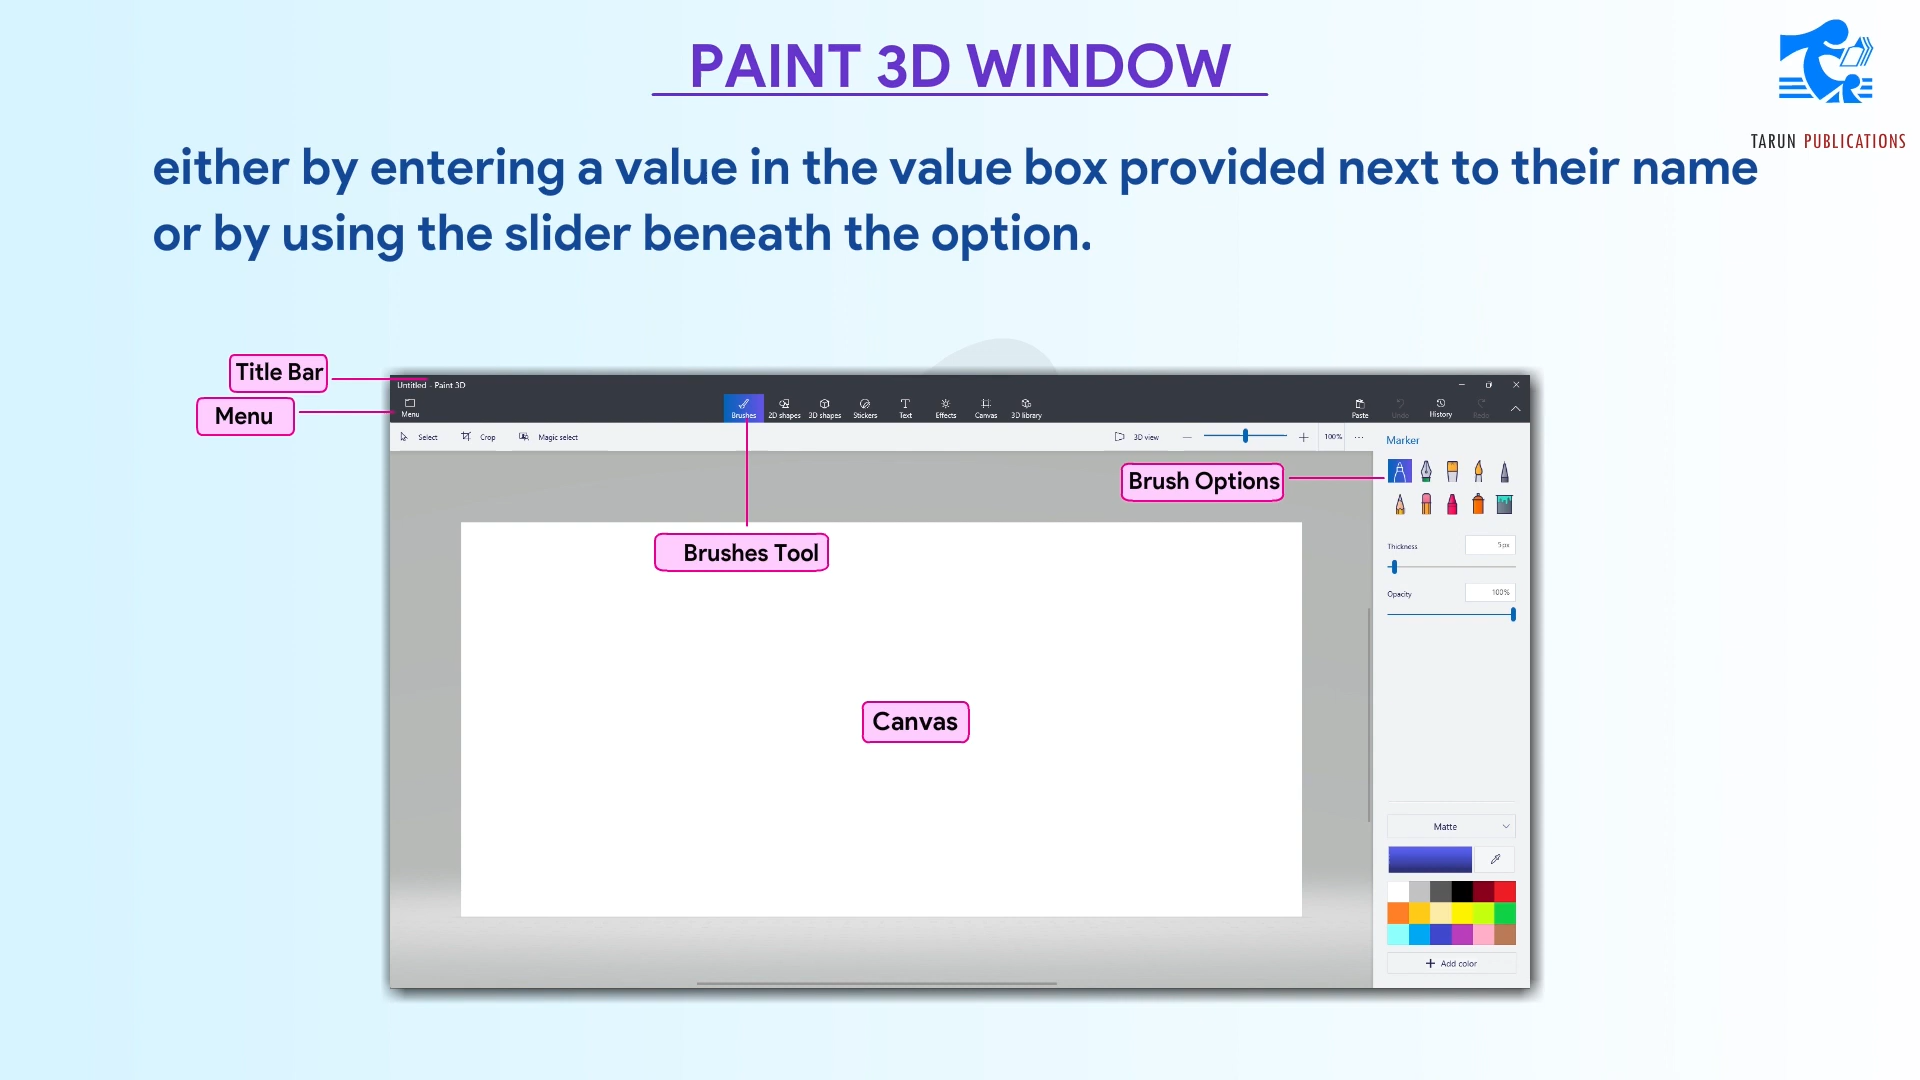 PAINT 3D WINDOW
TARUN PUBLICATIONS
either by entering a value in the value box provided next to their name
or by using the slider beneath the option.
Title Bar
Menu
Untitled - Paint 3D
Menu
Brushes
2D shapes
3D shapes
Stickers
Text
Effects
Canvas
3D library
Paste
Undo
History
Redo
Select
Crop
Magic select
3D view
100%
Marker
Brush Options
Brushes Tool
Thickness
5px
Opacity
100%
Canvas
Matte
Add color